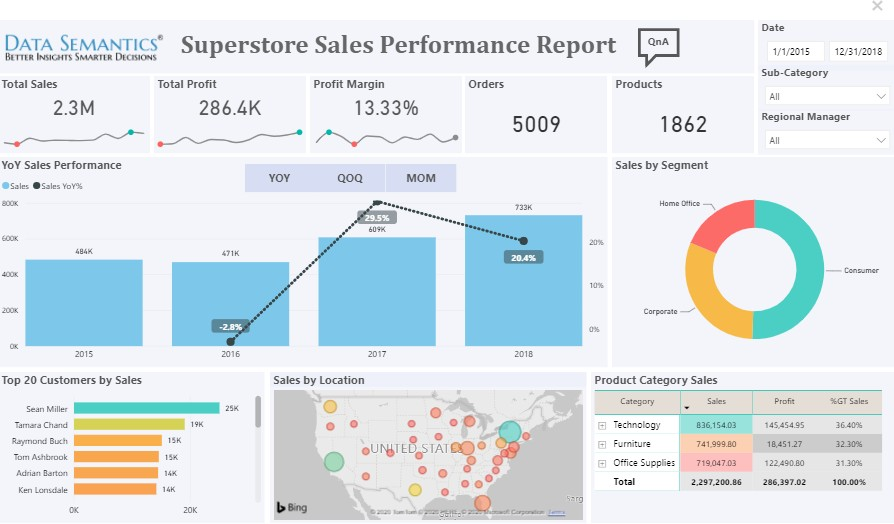 DATA SEMANTICS®
BETTER INSIGHTS SMARTER DECISIONS
Superstore Sales Performance Report
QnA
Date
1/1/2015 12/31/2018
Sub-Category
All
Regional Manager
All
Total Sales
2.3M
Total Profit
286.4K
Profit Margin
13.33%
Orders
5009
Products
1862
YoY Sales Performance
YOY QOQ MOM
Sales Sales YoY%
800K
600K
400K
200K
0K
484K
471K
609K
733K
-2.8%
29.5%
20.4%
20%
10%
0%
2015 2016 2017 2018
Sales by Segment
Home Office
Consumer
Corporate
Top 20 Customers by Sales
Sean Miller 25K
Tamara Chand 19K
Raymond Buch 15K
Tom Ashbrook 15K
Adrian Barton 14K
Ken Lonsdale 14K
0K 20K
Sales by Location
UNITED STATES
Bing
Microsoft Corporation Terms
Sarg
Product Category Sales
Category Sales Profit %GT Sales
Technology 836,154.03 145,454.95 36.40%
Furniture 741,999.80 18,451.27 32.30%
Office Supplies 719,047.03 122,490.80 31.30%
Total 2,297,200.86 286,397.02 100.00%